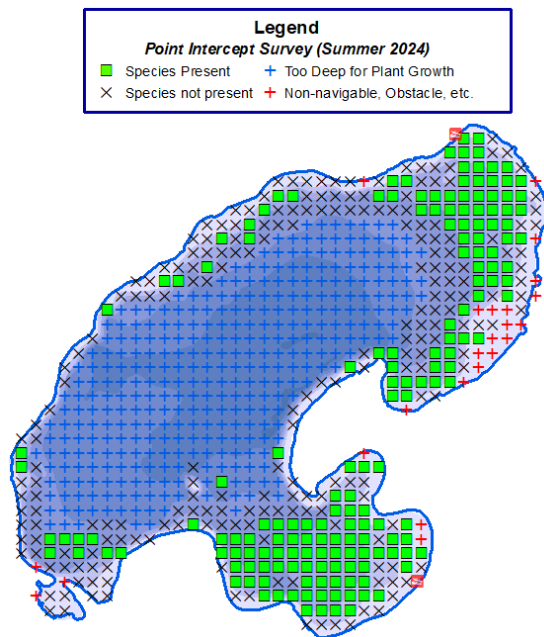 Legend
Point Intercept Survey (Summer 2024)
Species Present
Too Deep for Plant Growth
Species not present
Non-navigable, Obstacle, etc.